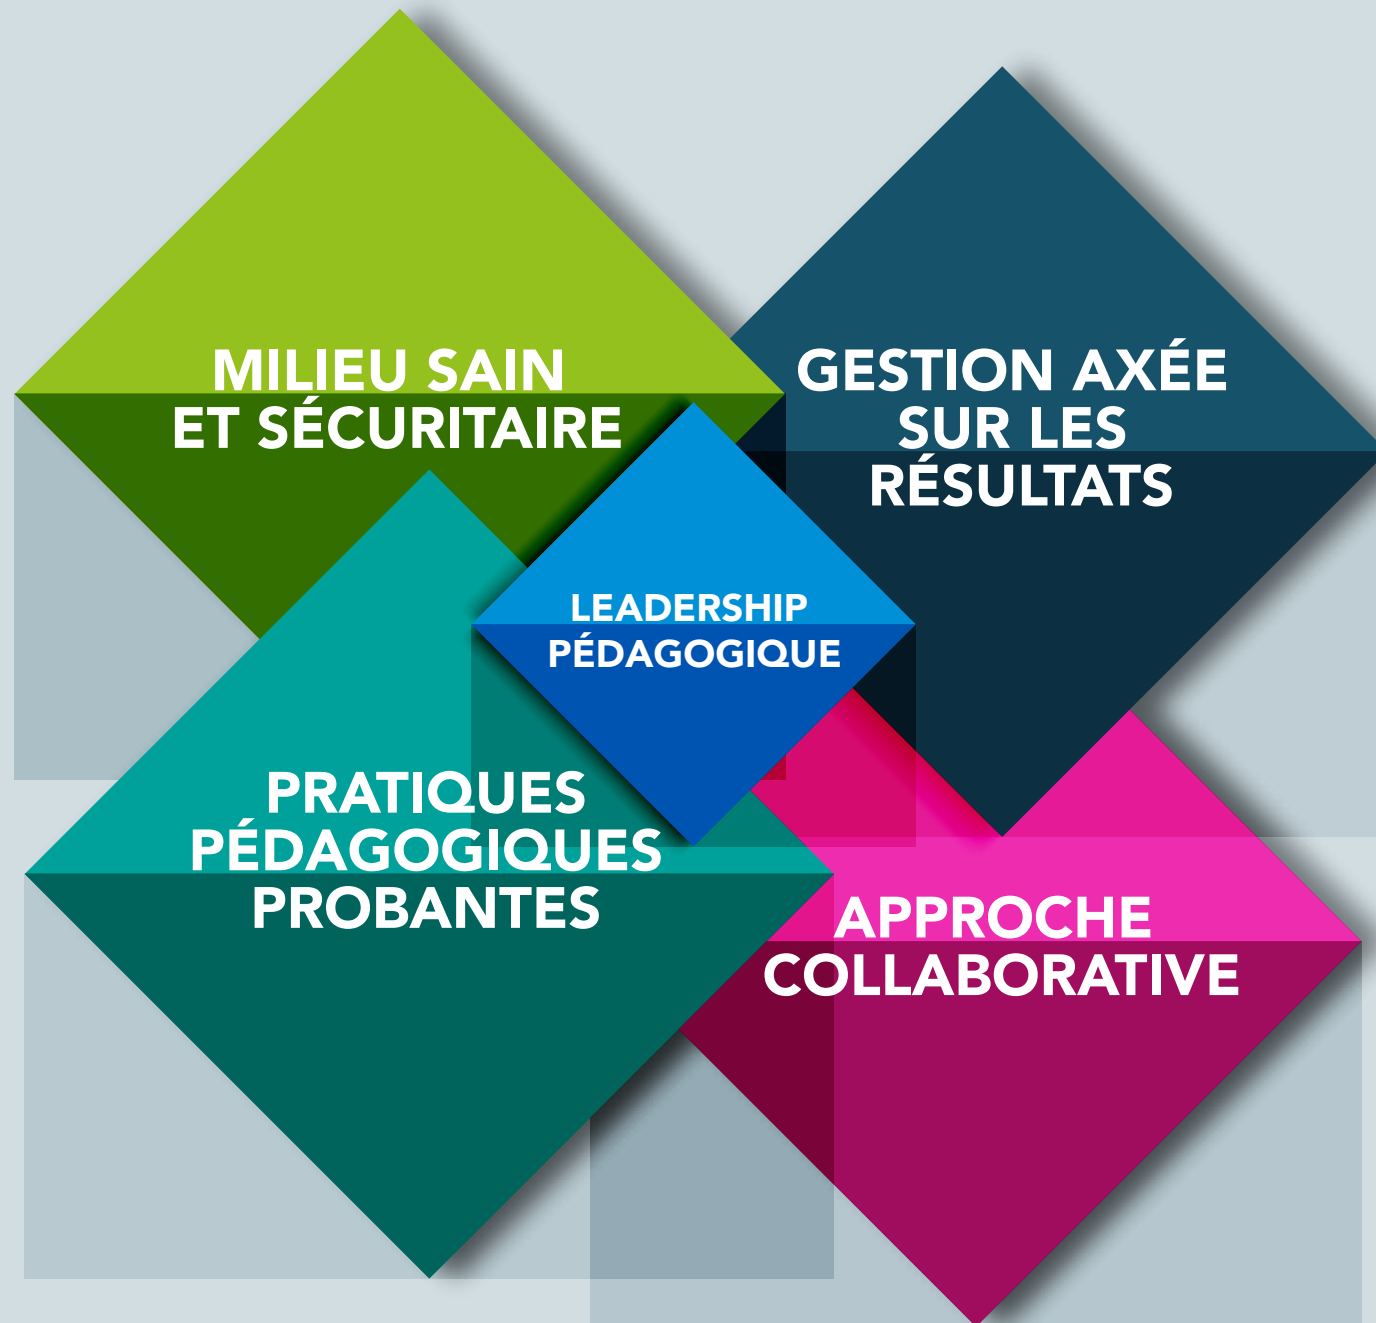 MILIEU SAIN
ET SÉCURITAIRE
GESTION AXÉE
SUR LES
RÉSULTATS
LEADERSHIP
PÉDAGOGIQUE
PRATIQUES
PÉDAGOGIQUES
PROBANTES
APPROCHE
COLLABORATIVE